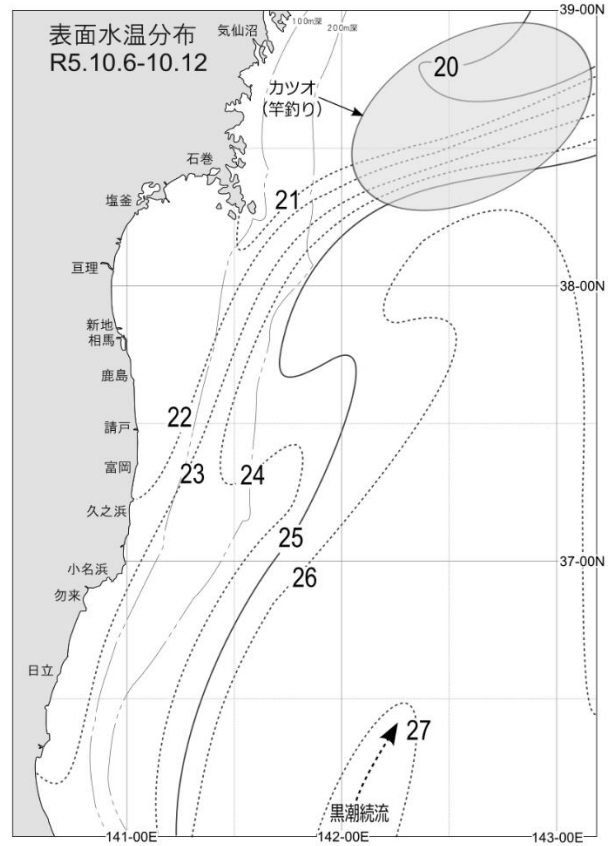 表面水温分布
R5.10.6-10.12
気仙沼
100m深
200m深
39-00N
20
カツオ
(竿釣り)
石巻
塩釜
21
亘理
38-00N
新地
相馬
鹿島
22
請戸
23
24
富岡
久之浜
25
26
37-00N
小名浜
勿来
日立
27
黒潮続流
141-00E
142-00E
143-00E